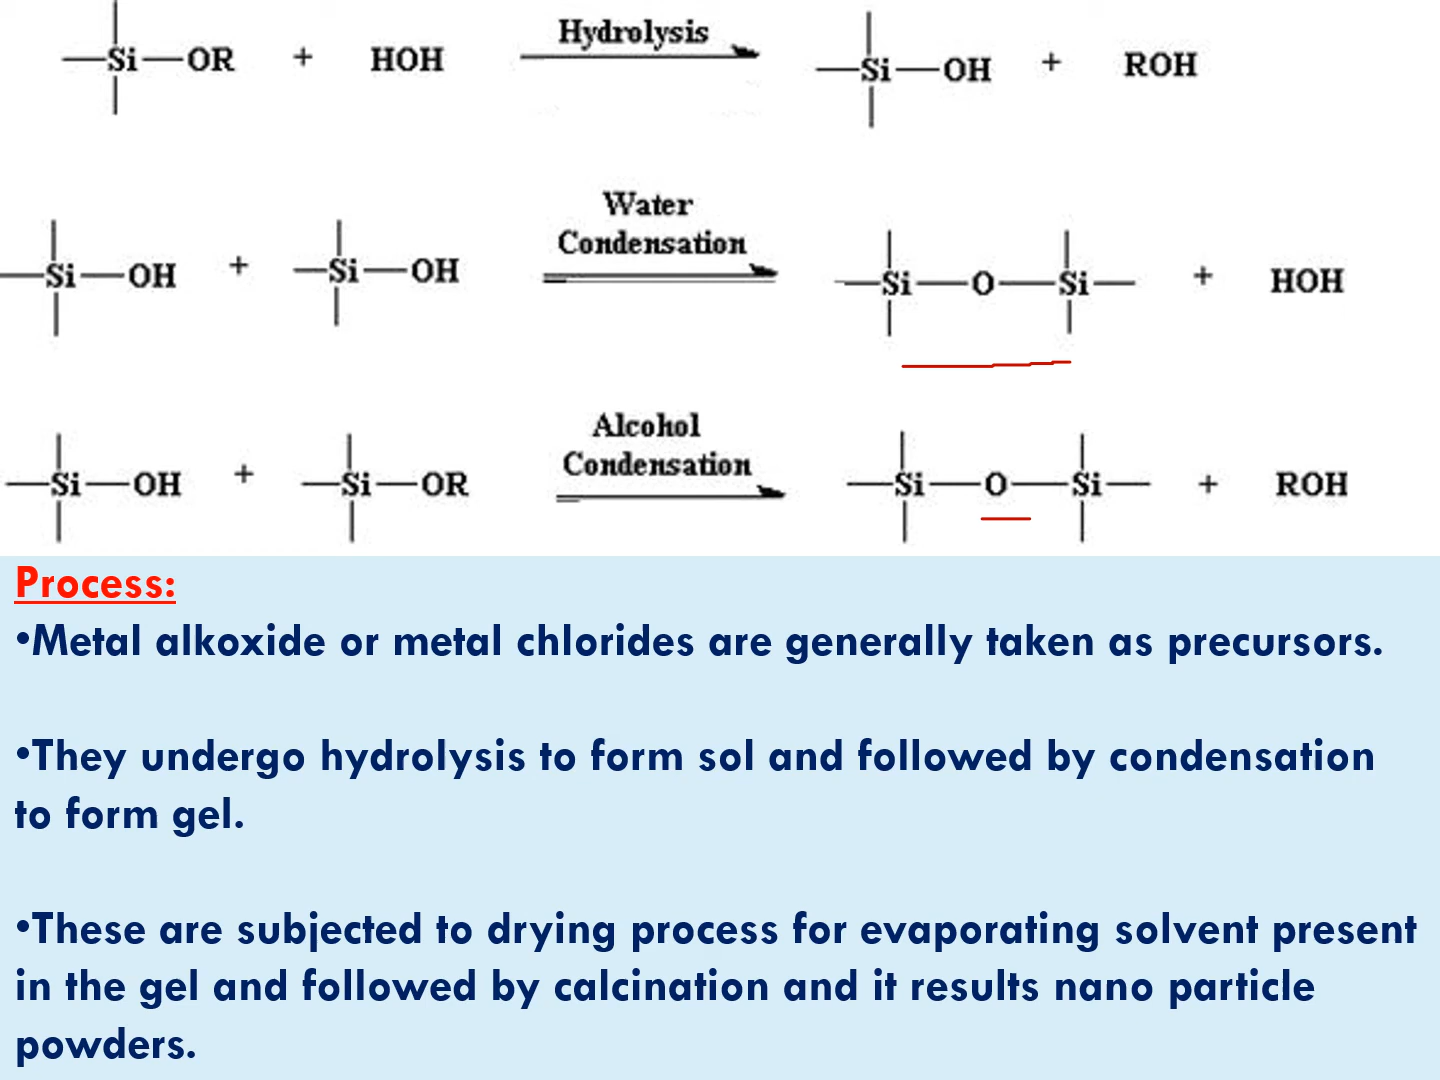 Hydrolysis
—Si—OR + HOH —Si—OH + ROH
Water
Condensation
—Si—OH + —Si—OH —Si—O—Si— + HOH
Alcohol
Condensation
—Si—OH + —Si—OR —Si—O—Si— + ROH
Process:
•Metal alkoxide or metal chlorides are generally taken as precursors.
•They undergo hydrolysis to form sol and followed by condensation
to form gel.
•These are subjected to drying process for evaporating solvent present
in the gel and followed by calcination and it results nano particle
powders.